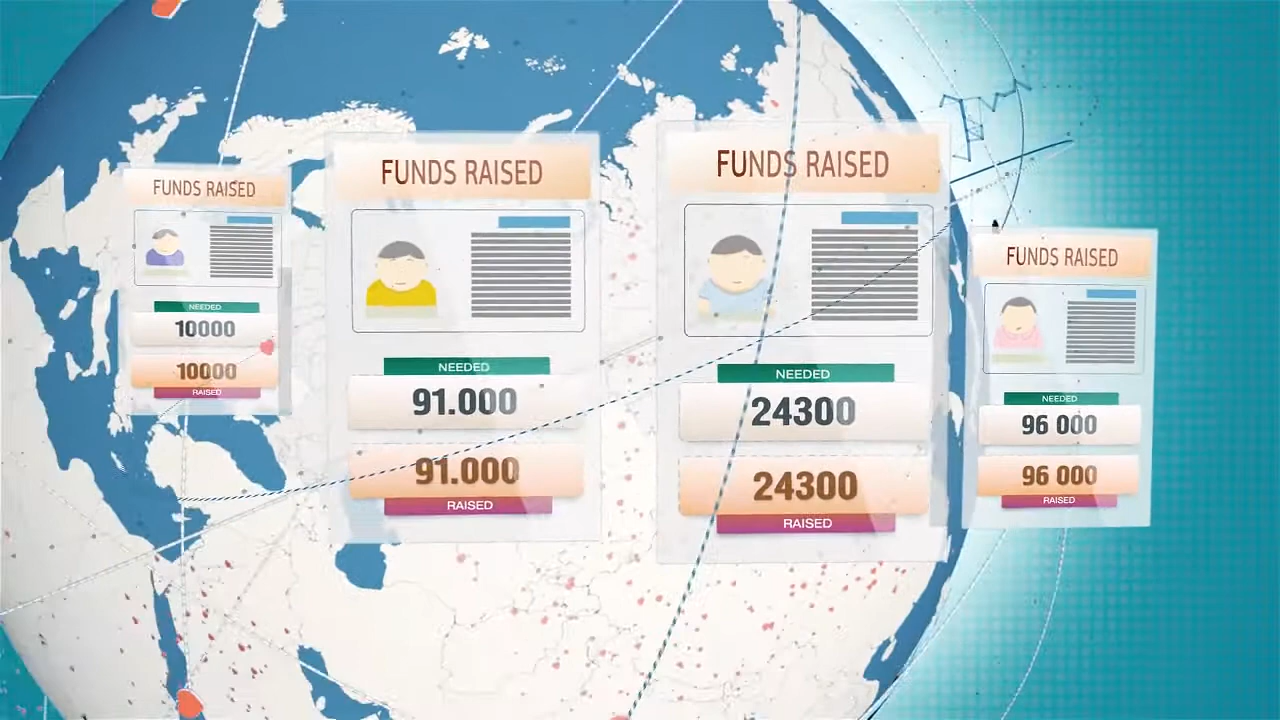 FUNDS RAISED
NEEDED
10000
10000
RAISED
FUNDS RAISED
NEEDED
91.000
91.000
RAISED
FUNDS RAISED
NEEDED
24300
24300
RAISED
FUNDS RAISED
NEEDED
96 000
96 000
RAISED